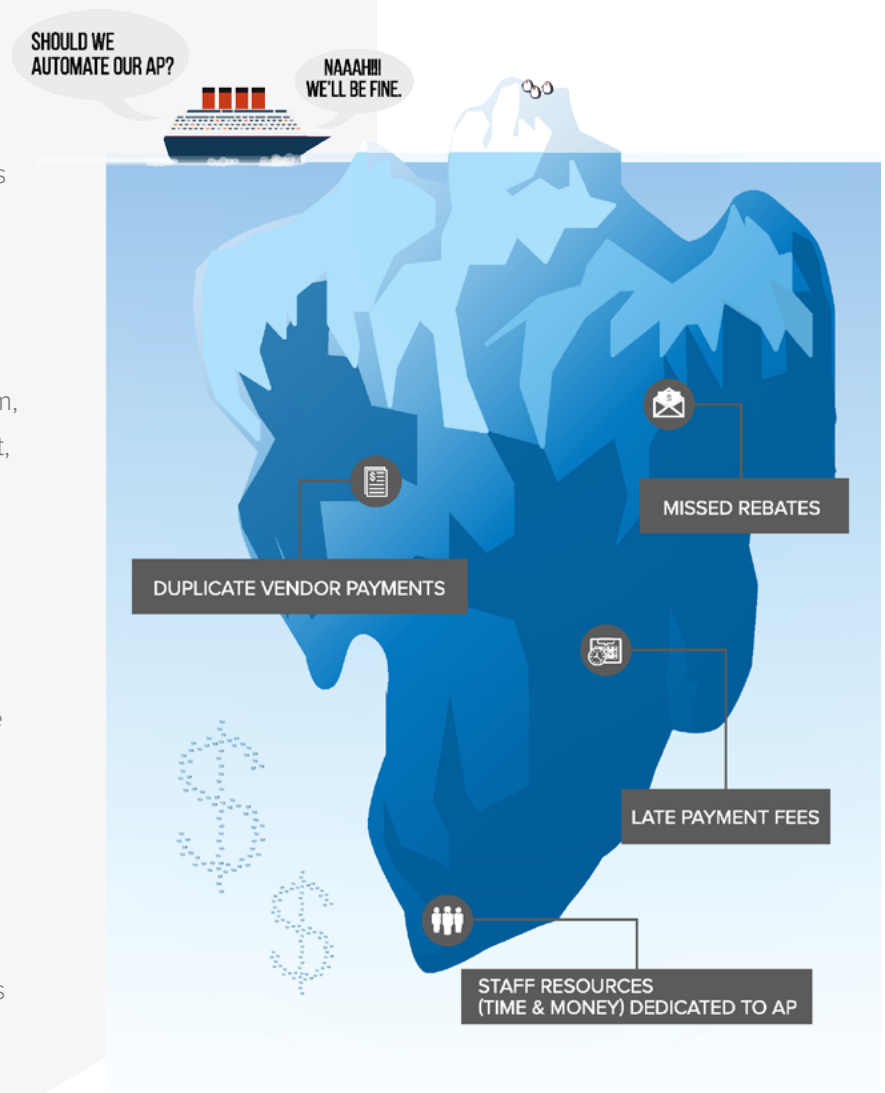 SHOULD WE
AUTOMATE OUR AP?
NAAAH!!!
WE'LL BE FINE.
MISSED REBATES
DUPLICATE VENDOR PAYMENTS
LATE PAYMENT FEES
STAFF RESOURCES
(TIME & MONEY) DEDICATED TO AP